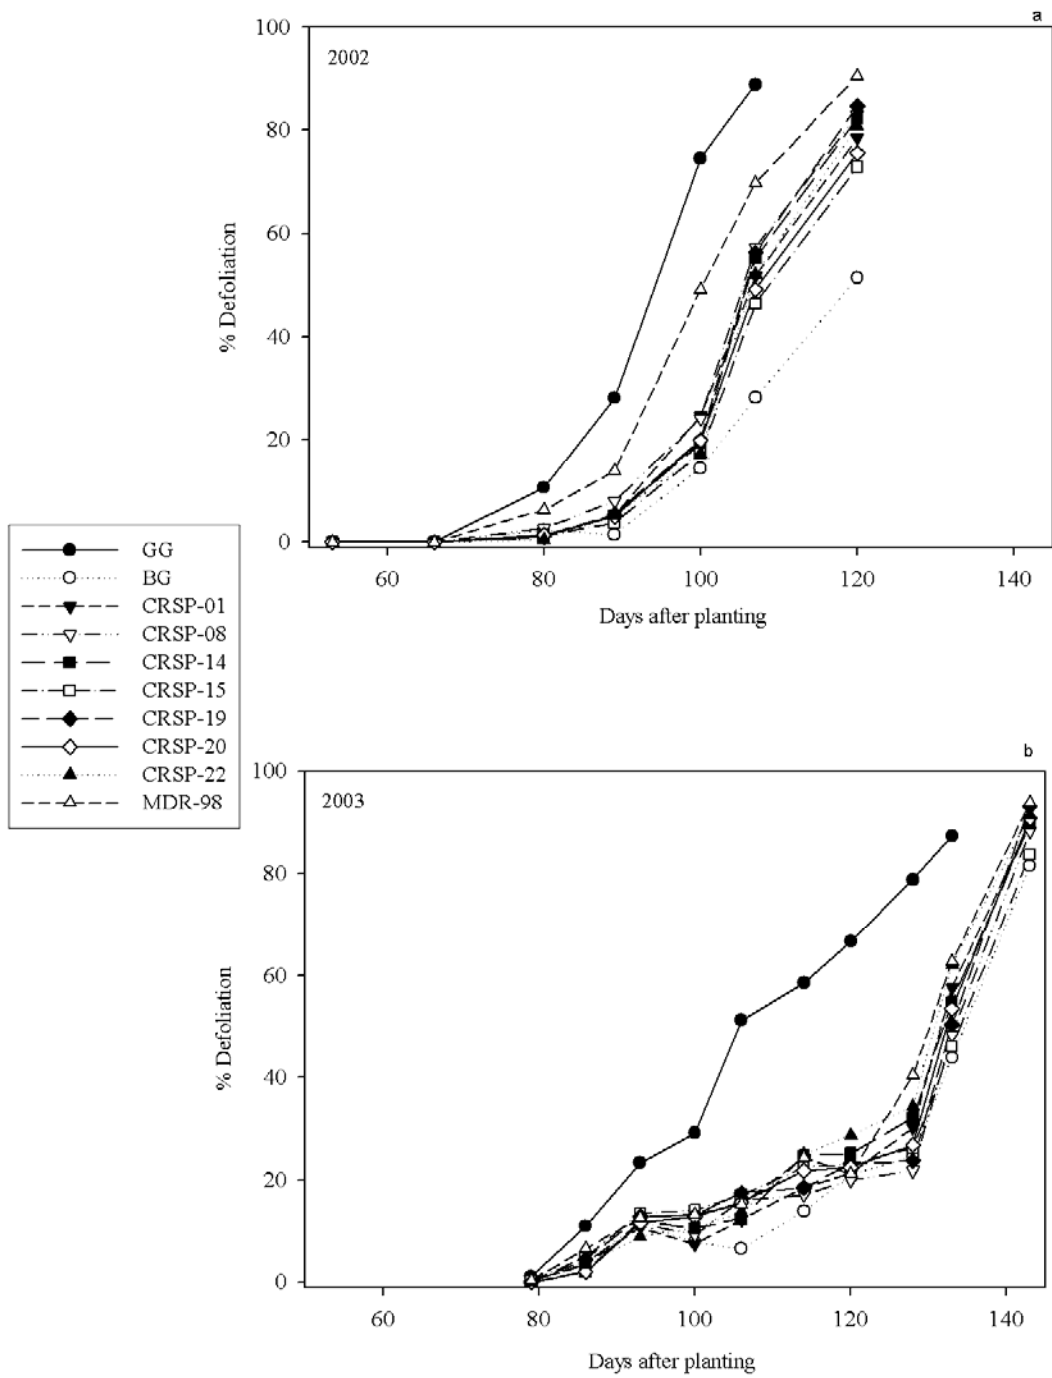 a
100
2002
80
60
% Defoliation
40
20
0
60 80 100 120 140
Days after planting
GG
BG
CRSP-01
CRSP-08
CRSP-14
CRSP-15
CRSP-19
CRSP-20
CRSP-22
MDR-98
b
100
2003
80
60
% Defoliation
40
20
0
60 80 100 120 140
Days after planting